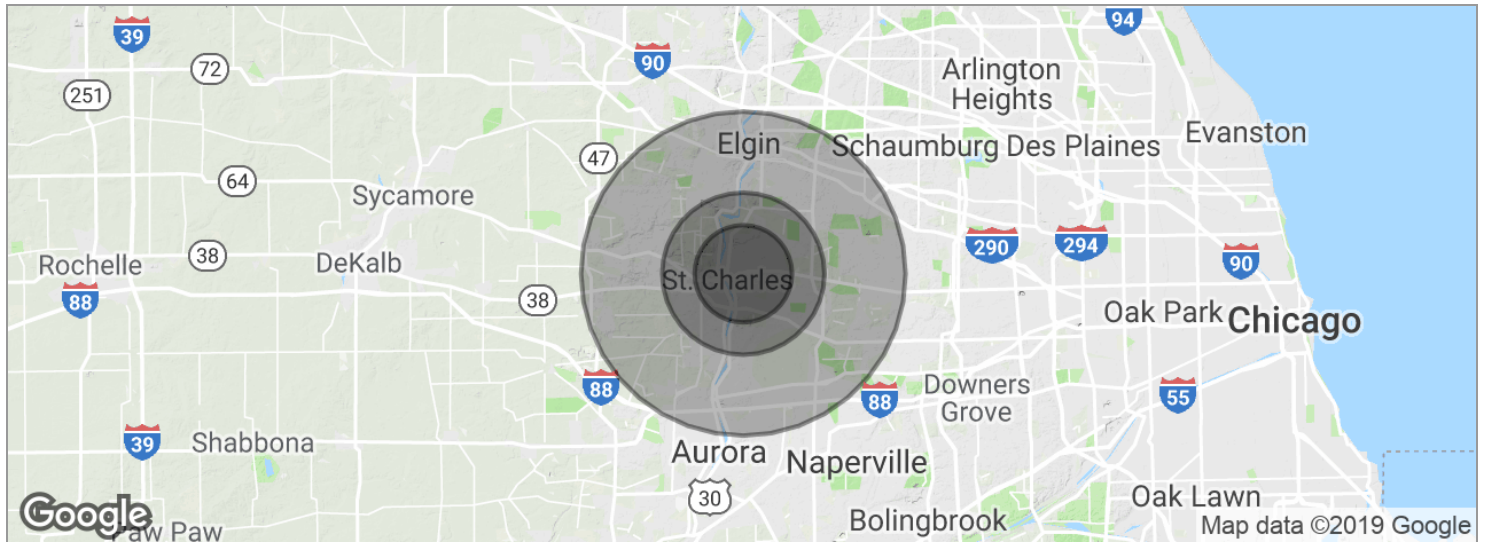 39
94
90
72
Arlington
Heights
251
Elgin
Schaumburg
Des Plaines
Evanston
47
64
Sycamore
38
290
294
90
Rochelle
DeKalb
St. Charles
88
38
Oak Park
Chicago
88
88
Downers
Grove
55
39
Shabbona
Aurora
Naperville
30
Oak Lawn
Google
Paw Paw
Bolingbrook
Map data ©2019 Google